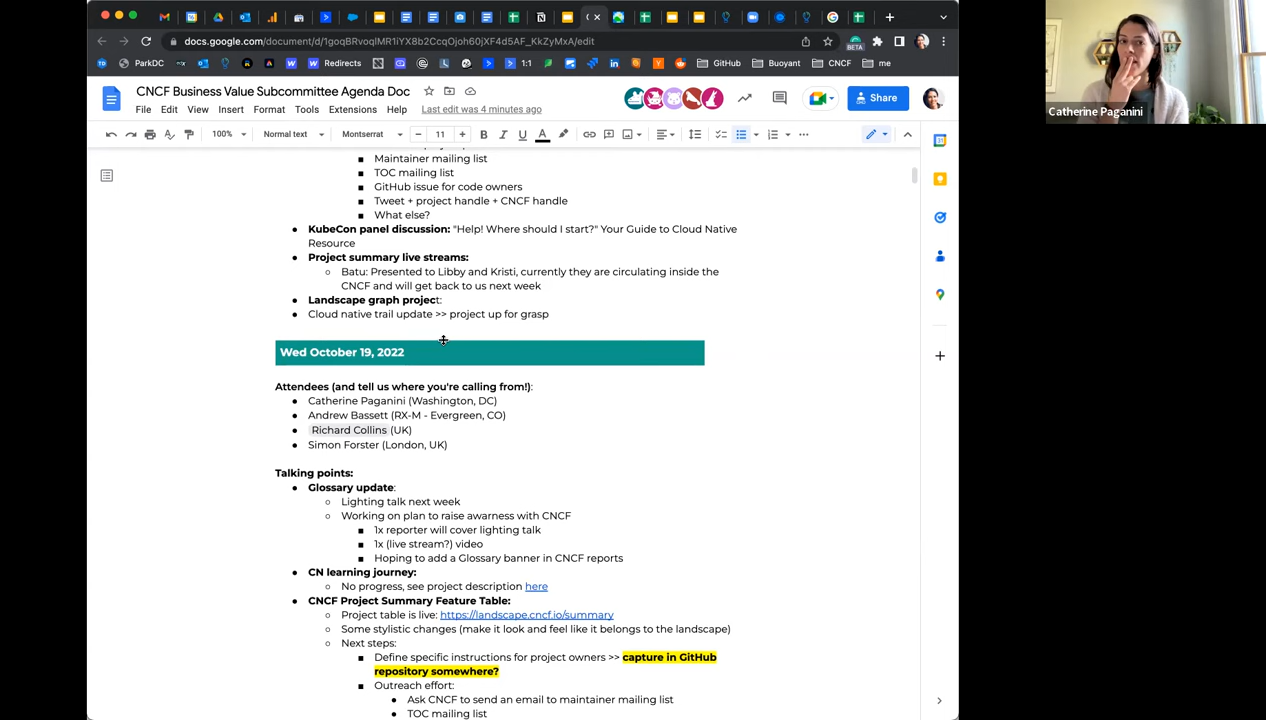 docs.google.com/document/d/1goqBRvoqlMR1iYX8b2CcqOjoh60jXF4d5AF_KkZyMxA/edit
BETA
ParkDC
Redirects
1:1
GitHub
Buoyant
CNCF
me
CNCF Business Value Subcommittee Agenda Doc
File Edit View Insert Format Tools Extensions Help Last edit was 4 minutes ago
Share
100% Normal text Montserrat 11
Maintainer mailing list
TOC mailing list
GitHub issue for code owners
Tweet + project handle + CNCF handle
What else?
KubeCon panel discussion: "Help! Where should I start?" Your Guide to Cloud Native
Resource
Project summary live streams:
Batu: Presented to Libby and Kristi, currently they are circulating inside the
CNCF and will get back to us next week
Landscape graph project:
Cloud native trail update >> project up for grasp
Wed October 19, 2022
Attendees (and tell us where you're calling from!):
Catherine Paganini (Washington, DC)
Andrew Bassett (RX-M - Evergreen, CO)
Richard Collins (UK)
Simon Forster (London, UK)
Talking points:
Glossary update:
Lighting talk next week
Working on plan to raise awarness with CNCF
1x reporter will cover lighting talk
1x (live stream?) video
Hoping to add a Glossary banner in CNCF reports
CN learning journey:
No progress, see project description here
CNCF Project Summary Feature Table:
Project table is live: https://landscape.cncf.io/summary
Some stylistic changes (make it look and feel like it belongs to the landscape)
Next steps:
Define specific instructions for project owners >> capture in GitHub
repository somewhere?
Outreach effort:
Ask CNCF to send an email to maintainer mailing list
TOC mailing list
Catherine Paganini